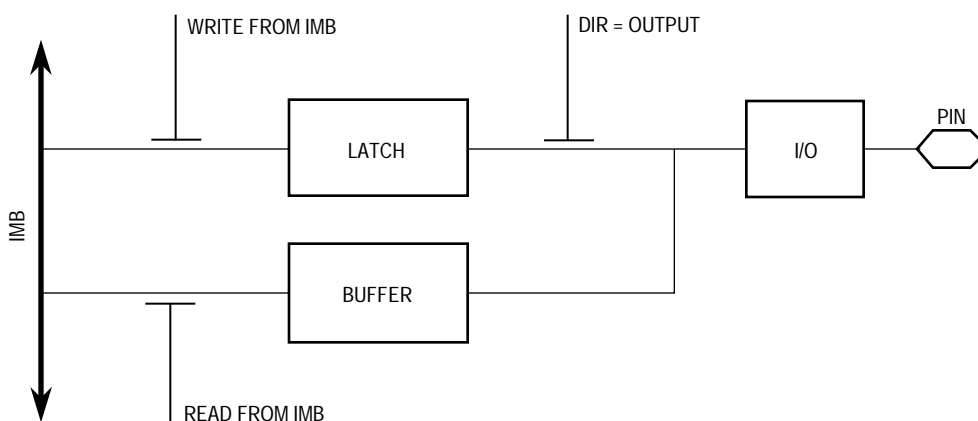 WRITE FROM IMB
DIR = OUTPUT
PIN
LATCH
I/O
IMB
BUFFER
READ FROM IMB